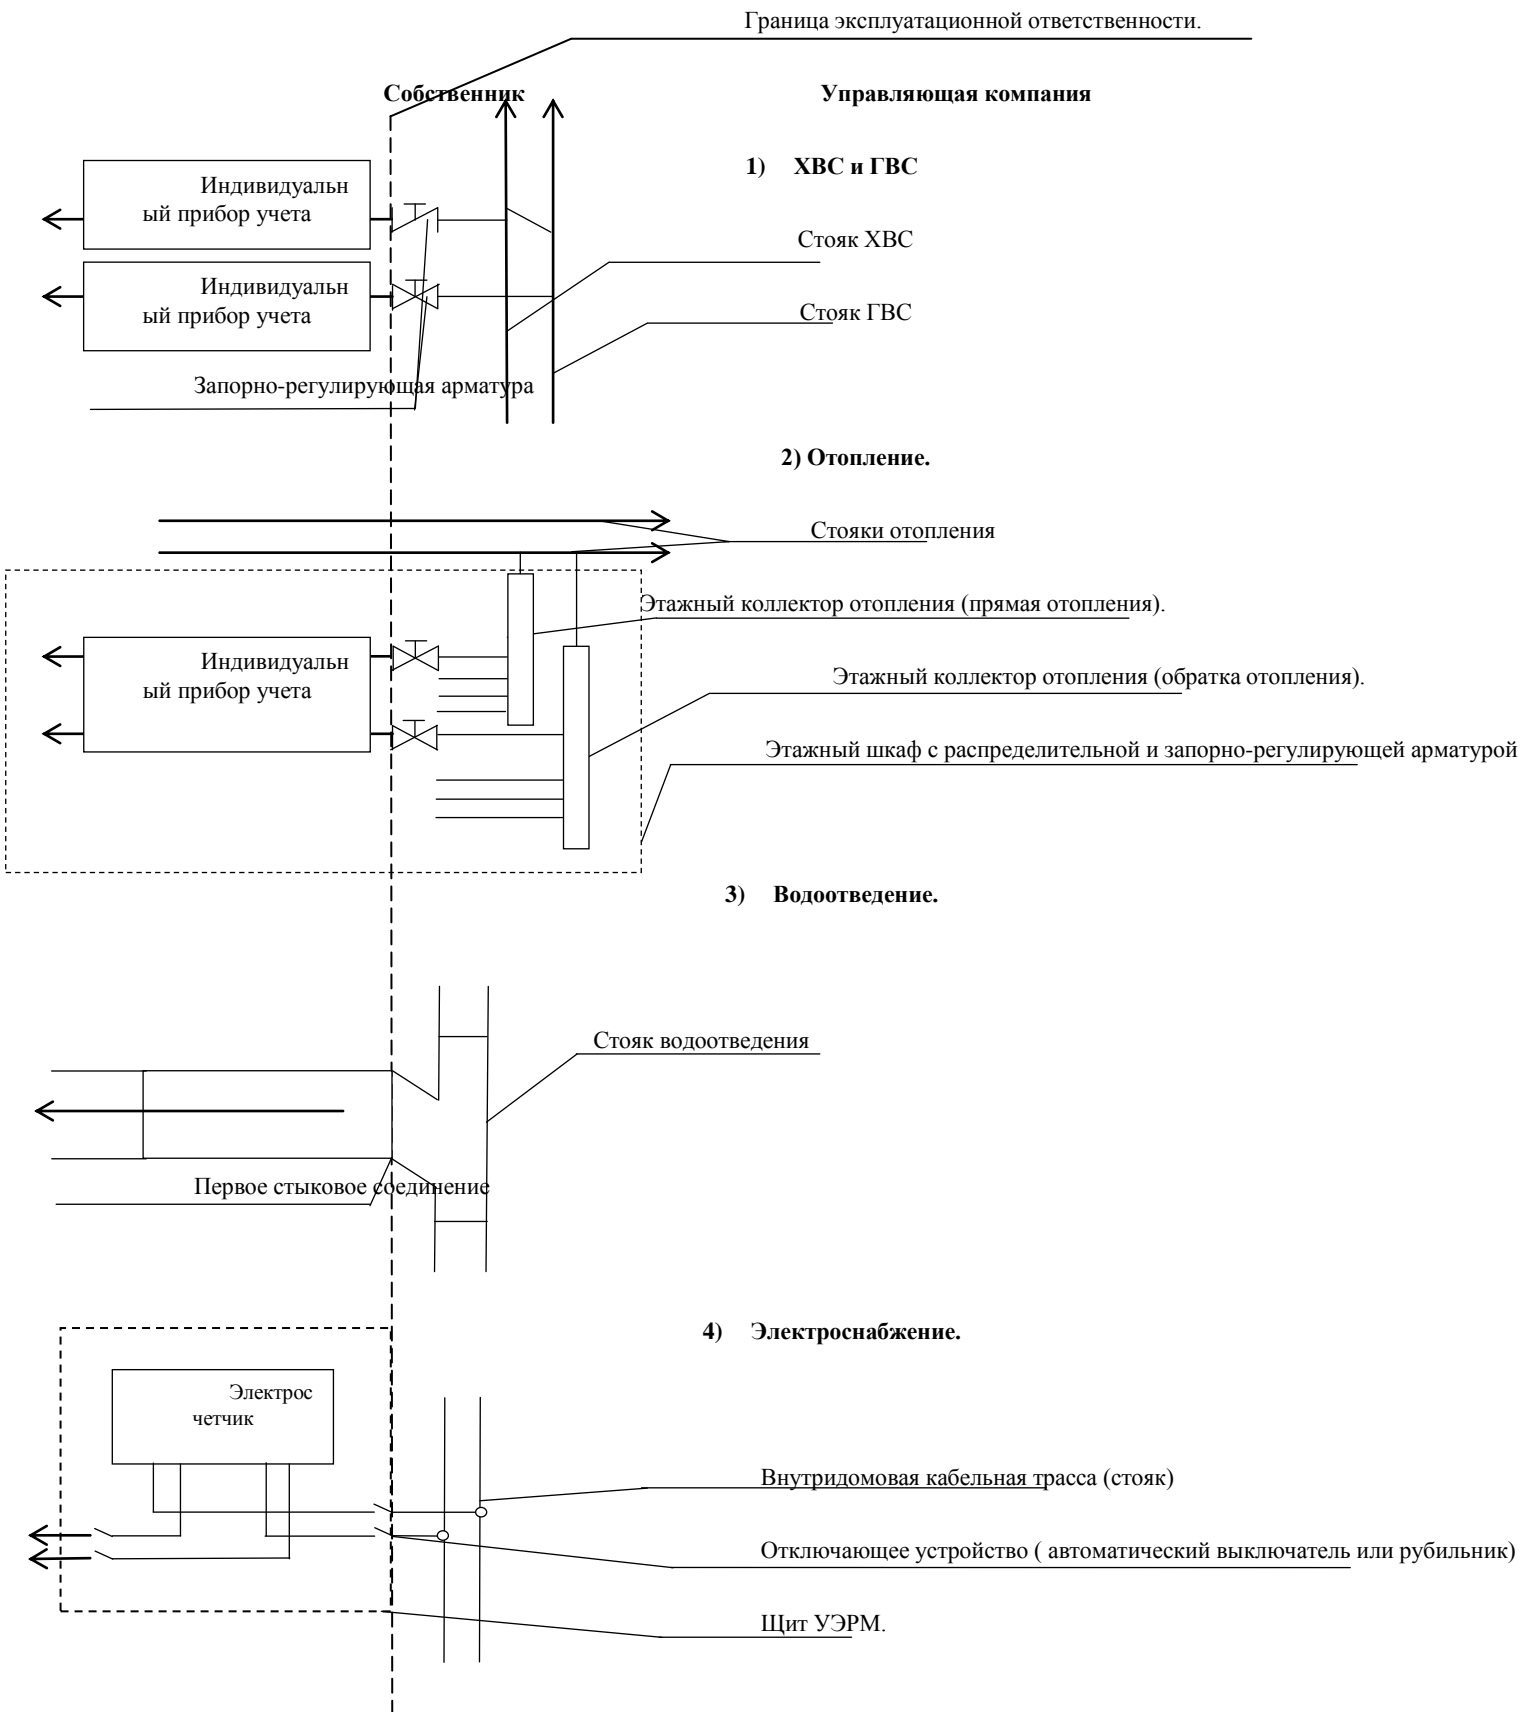 Граница эксплуатационной ответственности.
Собственник
Управляющая компания
1) ХВС и ГВС
Индивидуальн
ый прибор учета
Стояк ХВС
Индивидуальн
ый прибор учета
Стояк ГВС
Запорно-регулирующая арматура
2) Отопление.
Стояки отопления
Этажный коллектор отопления (прямая отопления).
Индивидуальн
ый прибор учета
Этажный коллектор отопления (обратка отопления).
Этажный шкаф с распределительной и запорно-регулирующей арматурой
3) Водоотведение.
Стояк водоотведения
Первое стыковое соединение
4) Электроснабжение.
Электрос
четчик
Внутридомовая кабельная трасса (стояк)
Отключающее устройство ( автоматический выключатель или рубильник)
Щит УЭРМ.